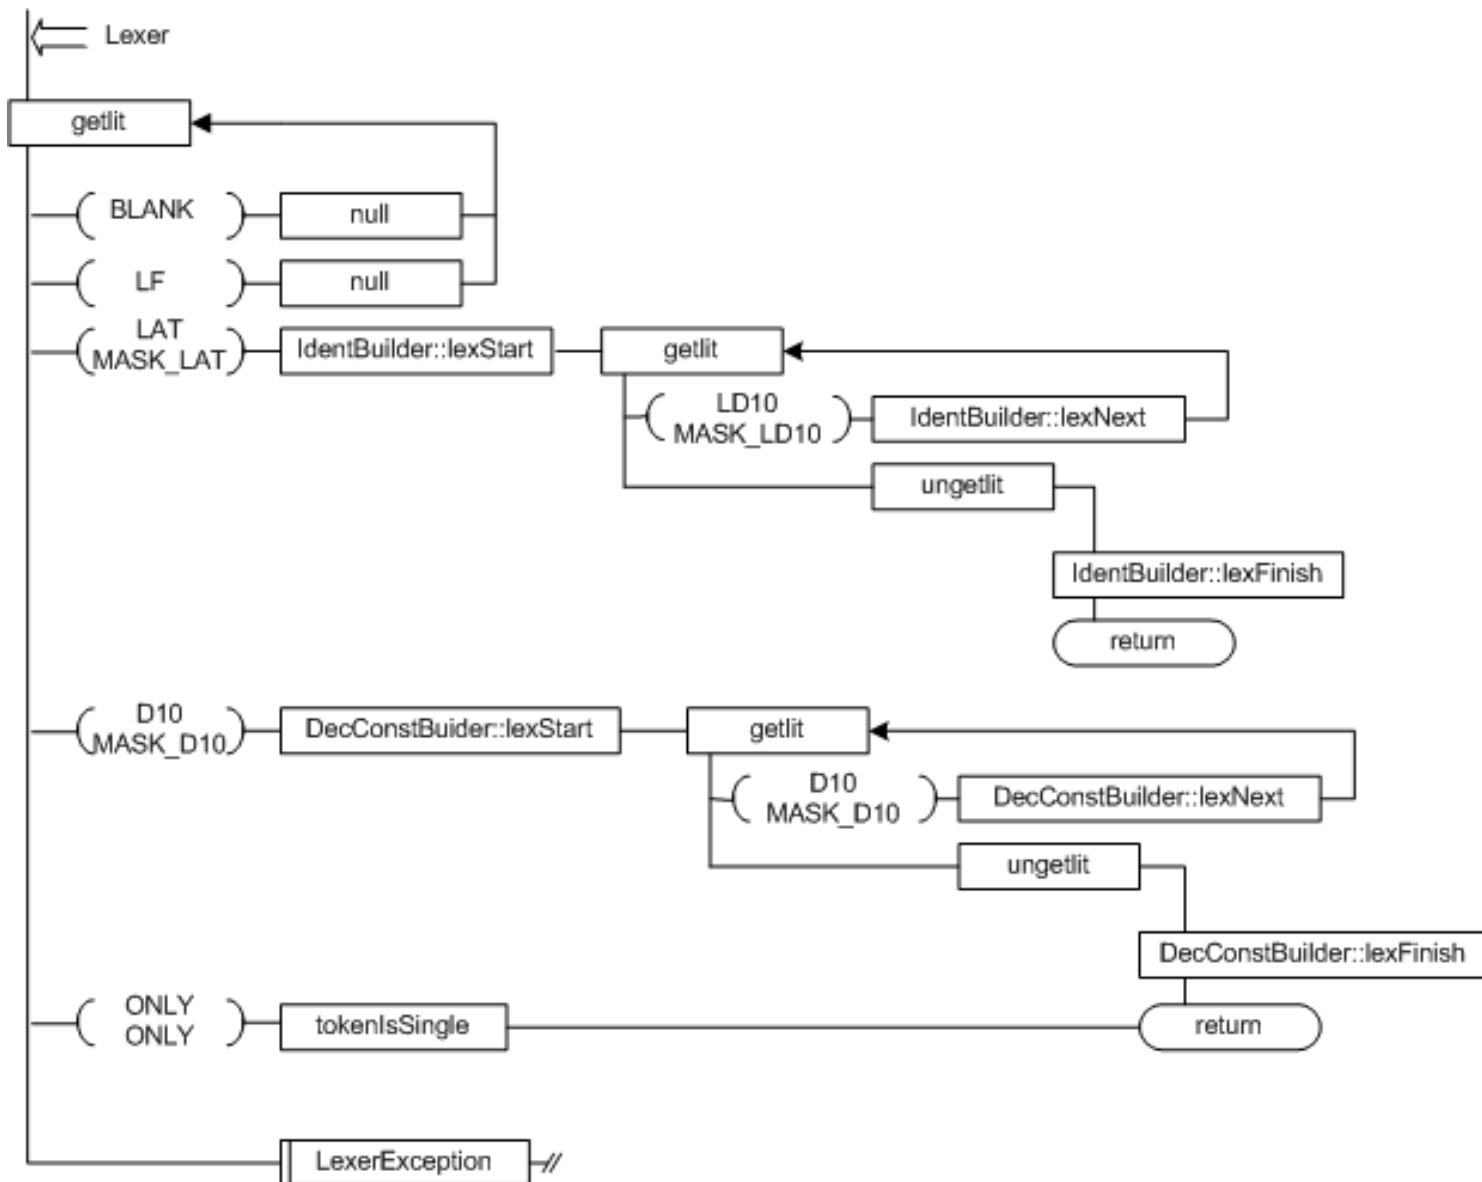 Lexer
getlit
BLANK
null
LF
null
LAT
MASK_LAT
IdentBuilder::lexStart
getlit
LD10
MASK_LD10
IdentBuilder::lexNext
ungetlit
IdentBuilder::lexFinish
return
D10
MASK_D10
DecConstBuider::lexStart
getlit
D10
MASK_D10
DecConstBuilder::lexNext
ungetlit
DecConstBuilder::lexFinish
ONLY
ONLY
tokenIsSingle
return
LexerException